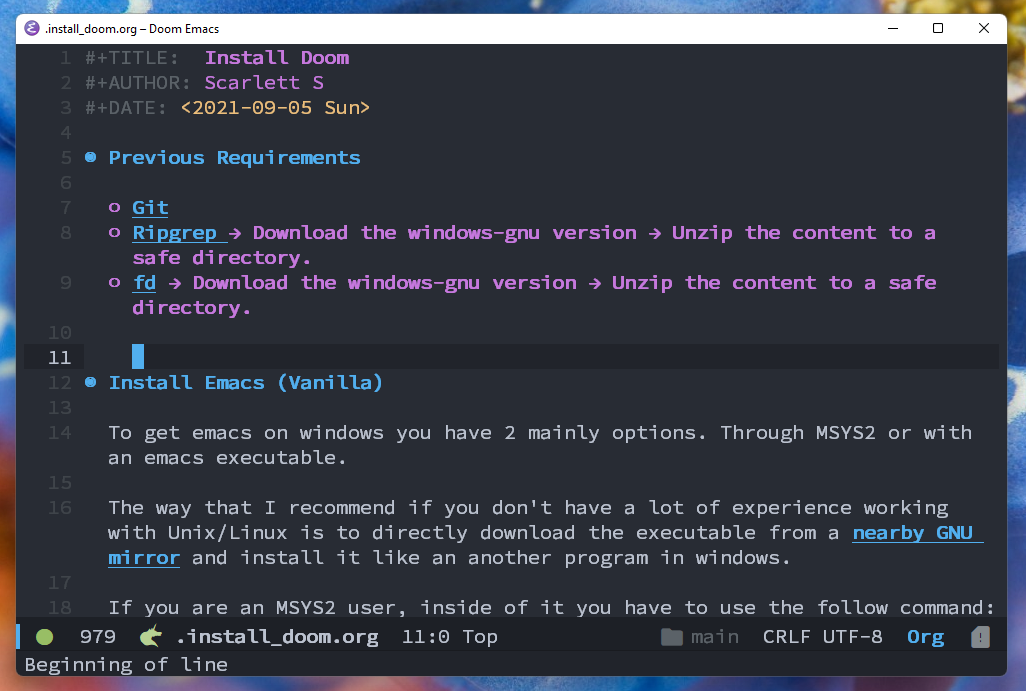 .install_doom.org – Doom Emacs
1 #+TITLE: Install Doom
2 #+AUTHOR: Scarlett S
3 #+DATE: <2021-09-05 Sun>
4
5 Previous Requirements
6
7 Git
8 Ripgrep → Download the windows-gnu version → Unzip the content to a
safe directory.
9 fd → Download the windows-gnu version → Unzip the content to a safe
directory.
10
11
12 Install Emacs (Vanilla)
13
14 To get emacs on windows you have 2 mainly options. Through MSYS2 or with
an emacs executable.
15
16 The way that I recommend if you don't have a lot of experience working
with Unix/Linux is to directly download the executable from a nearby GNU
mirror and install it like an another program in windows.
17
18 If you are an MSYS2 user, inside of it you have to use the follow command:
979 .install_doom.org 11:0 Top main CRLF UTF-8 Org
Beginning of line